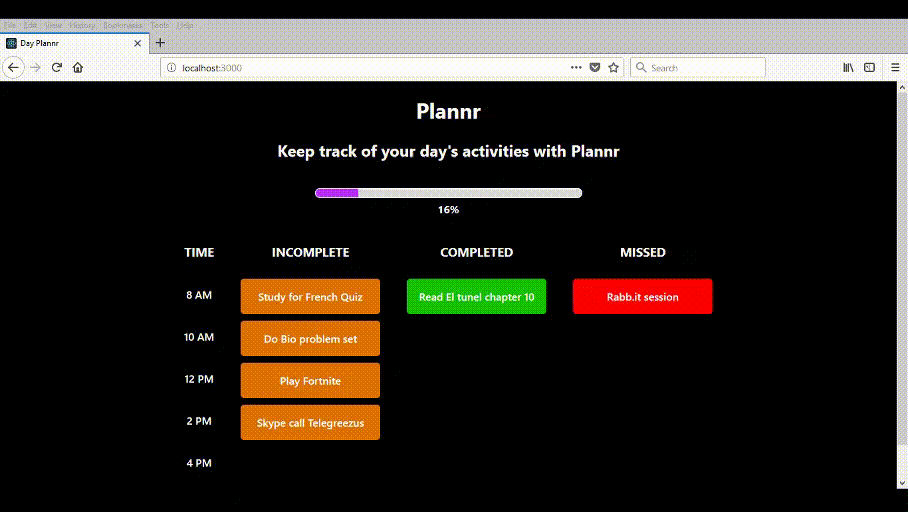 File Edit View History Bookmarks Tools Help
Day Plannr
localhost:3000
Search
Plannr
Keep track of your day's activities with Plannr
16%
TIME INCOMPLETE COMPLETED MISSED
8 AM Study for French Quiz Read El tunel chapter 10 Rabb.it session
10 AM Do Bio problem set
12 PM Play Fortnite
2 PM Skype call Telegreezus
4 PM